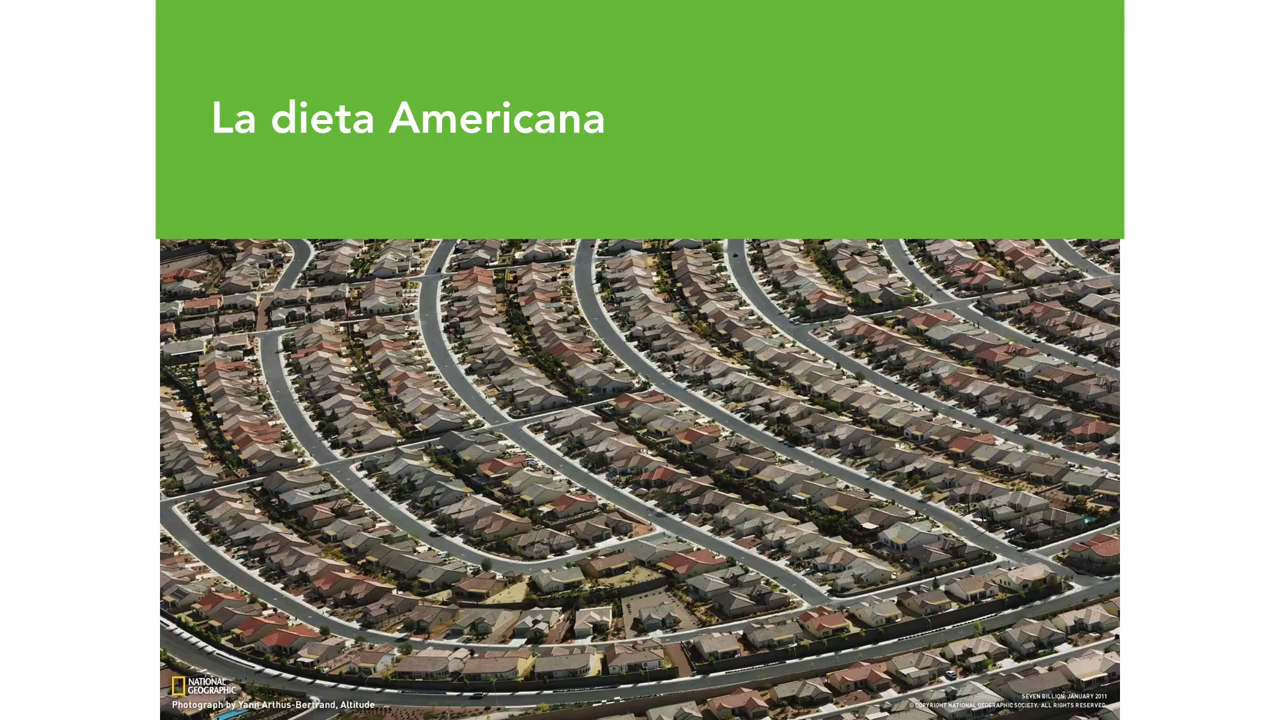 La dieta Americana
NATIONAL
GEOGRAPHIC
Photograph by Yann Arthus-Bertrand, Altitude
SEVEN BILLION: JANUARY 2011
© COPYRIGHT NATIONAL GEOGRAPHIC SOCIETY. ALL RIGHTS RESERVED.